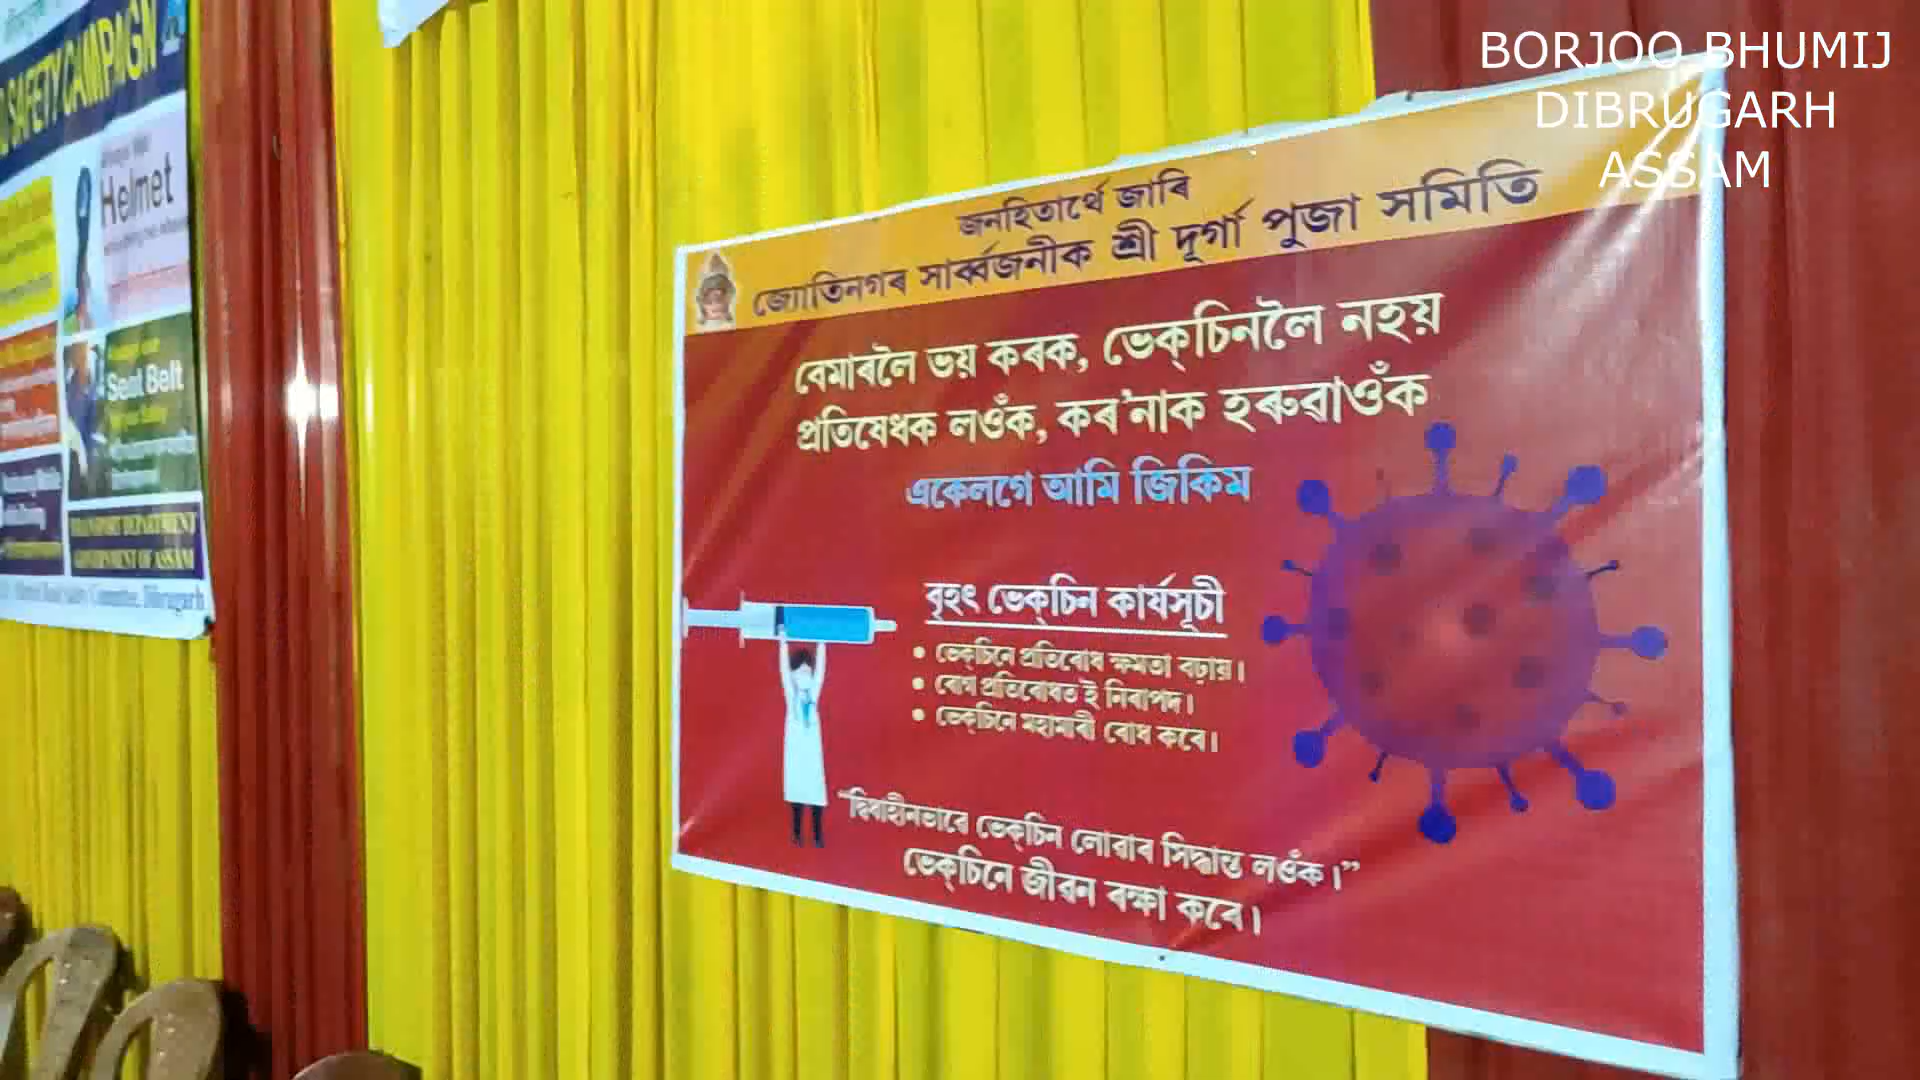 BORJOO BHUMIJ
DIBRUGARH
ASSAM
SAFETY CAMPAIGN
Helmet
Seat Belt
TRANSPORT DEPARTMENT
GOVERNMENT OF ASSAM
জনহিতাৰ্থে জাৰি
জ্যোতিনগৰ সাৰ্ব্বজনীক শ্ৰী দূৰ্গা পুজা সমিতি
বেমাৰলৈ ভয় কৰক, ভেক্‌চিনলৈ নহয়
প্ৰতিষেধক লওঁক, কৰ'নাক হৰুৱাওঁক
একেলগে আমি জিকিম
বৃহৎ ভেক্‌চিন কাৰ্যসূচী
• ভেক্‌চিনে প্ৰতিৰোধ ক্ষমতা বঢ়ায়।
• ৰোগ প্ৰতিৰোধত'ই নিৰাপদ।
• ভেক্‌চিনে মহামাৰী ৰোধ কৰে।
“দ্বিধাহীনভাৱে ভেক্‌চিন লোৱাৰ সিদ্ধান্ত লওঁক।”
ভেক্‌চিনে জীৱন ৰক্ষা কৰে।